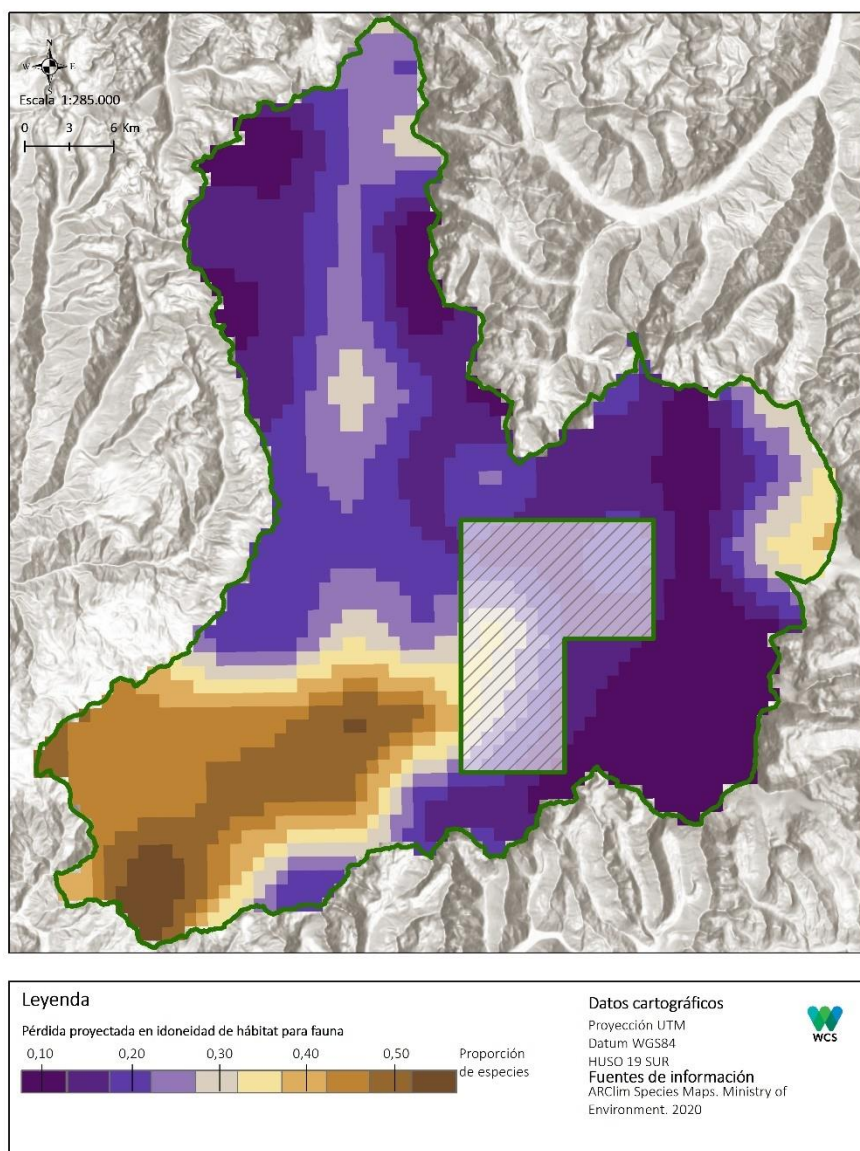 N
W E
S
Escala 1:285.000
0 3 6 Km
Leyenda
Pérdida proyectada en idoneidad de hábitat para fauna
0,10 0,20 0,30 0,40 0,50
Proporción
de especies
Datos cartográficos
Proyección UTM
Datum WGS84
HUSO 19 SUR
Fuentes de información
ARClim Species Maps. Ministry of
Environment. 2020
WCS